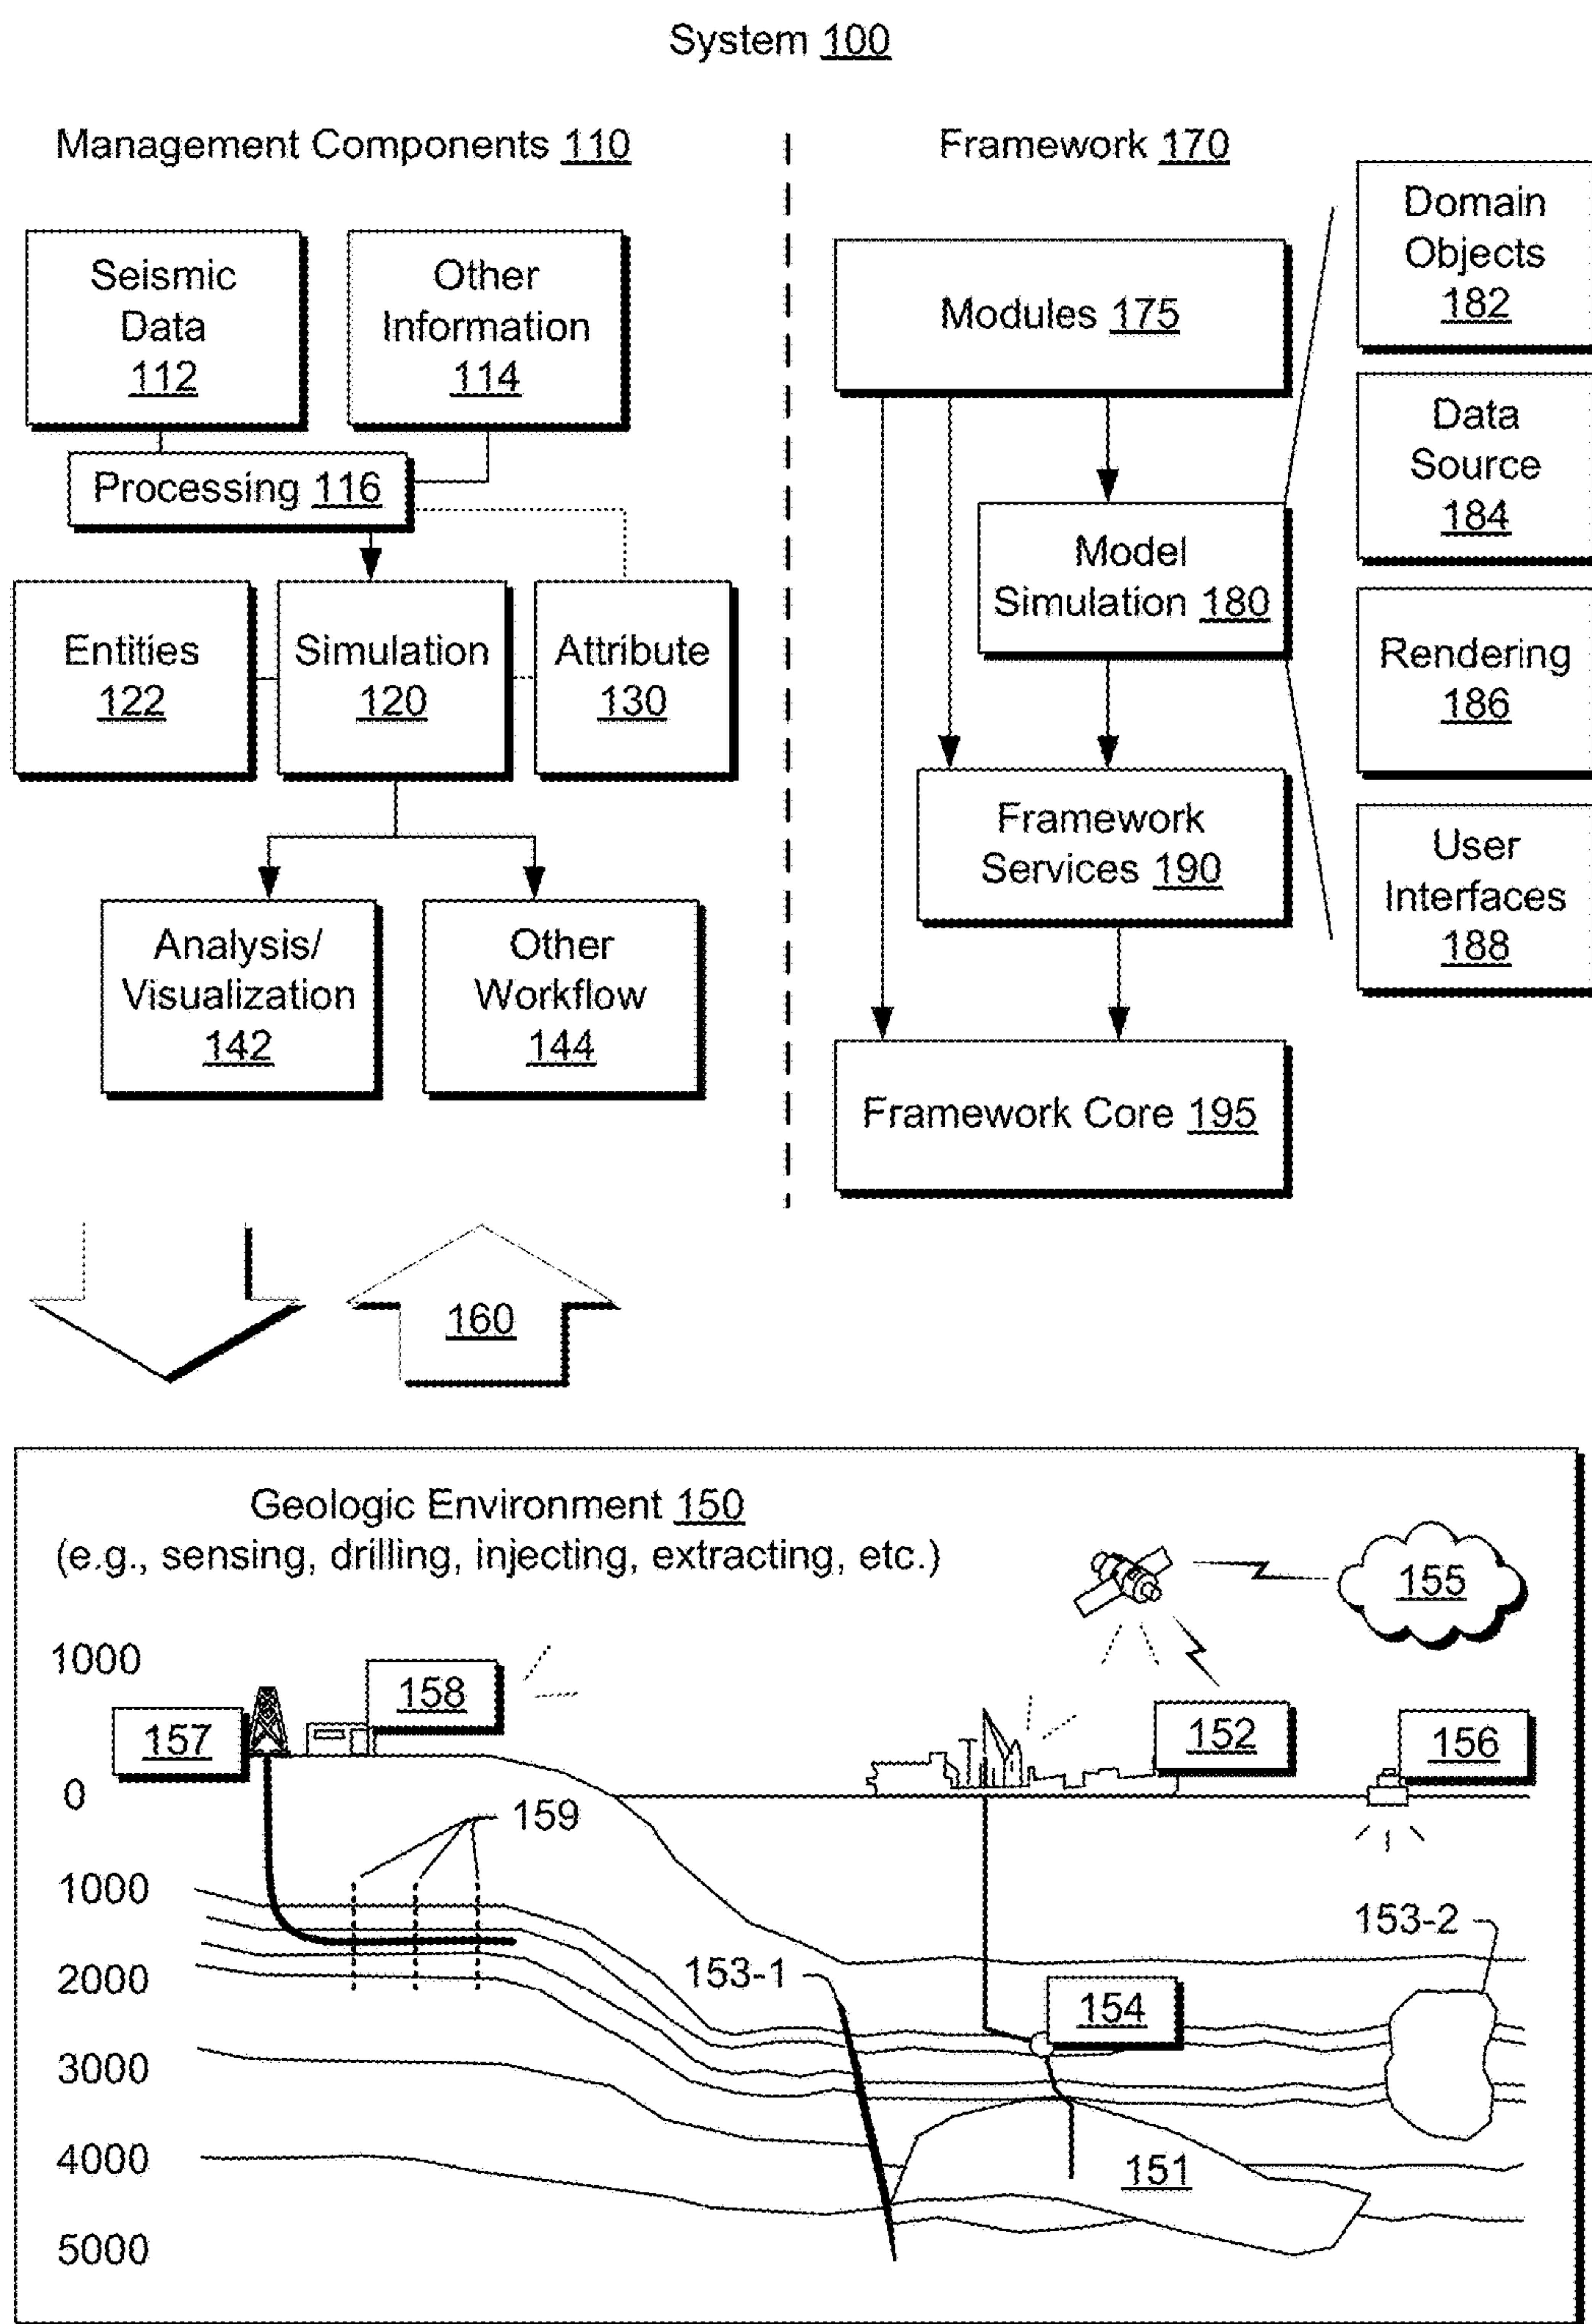 System 100
Management Components 110
Seismic
Data
112
Other
Information
114
Processing 116
Entities
122
Simulation
120
Attribute
130
Analysis/
Visualization
142
Other
Workflow
144
Framework 170
Modules 175
Model
Simulation 180
Framework
Services 190
Framework Core 195
Domain
Objects
182
Data
Source
184
Rendering
186
User
Interfaces
188
160
Geologic Environment 150
(e.g., sensing, drilling, injecting, extracting, etc.)
155
1000
158
157
152
156
0
159
1000
153-2
2000
153-1
154
3000
4000
151
5000